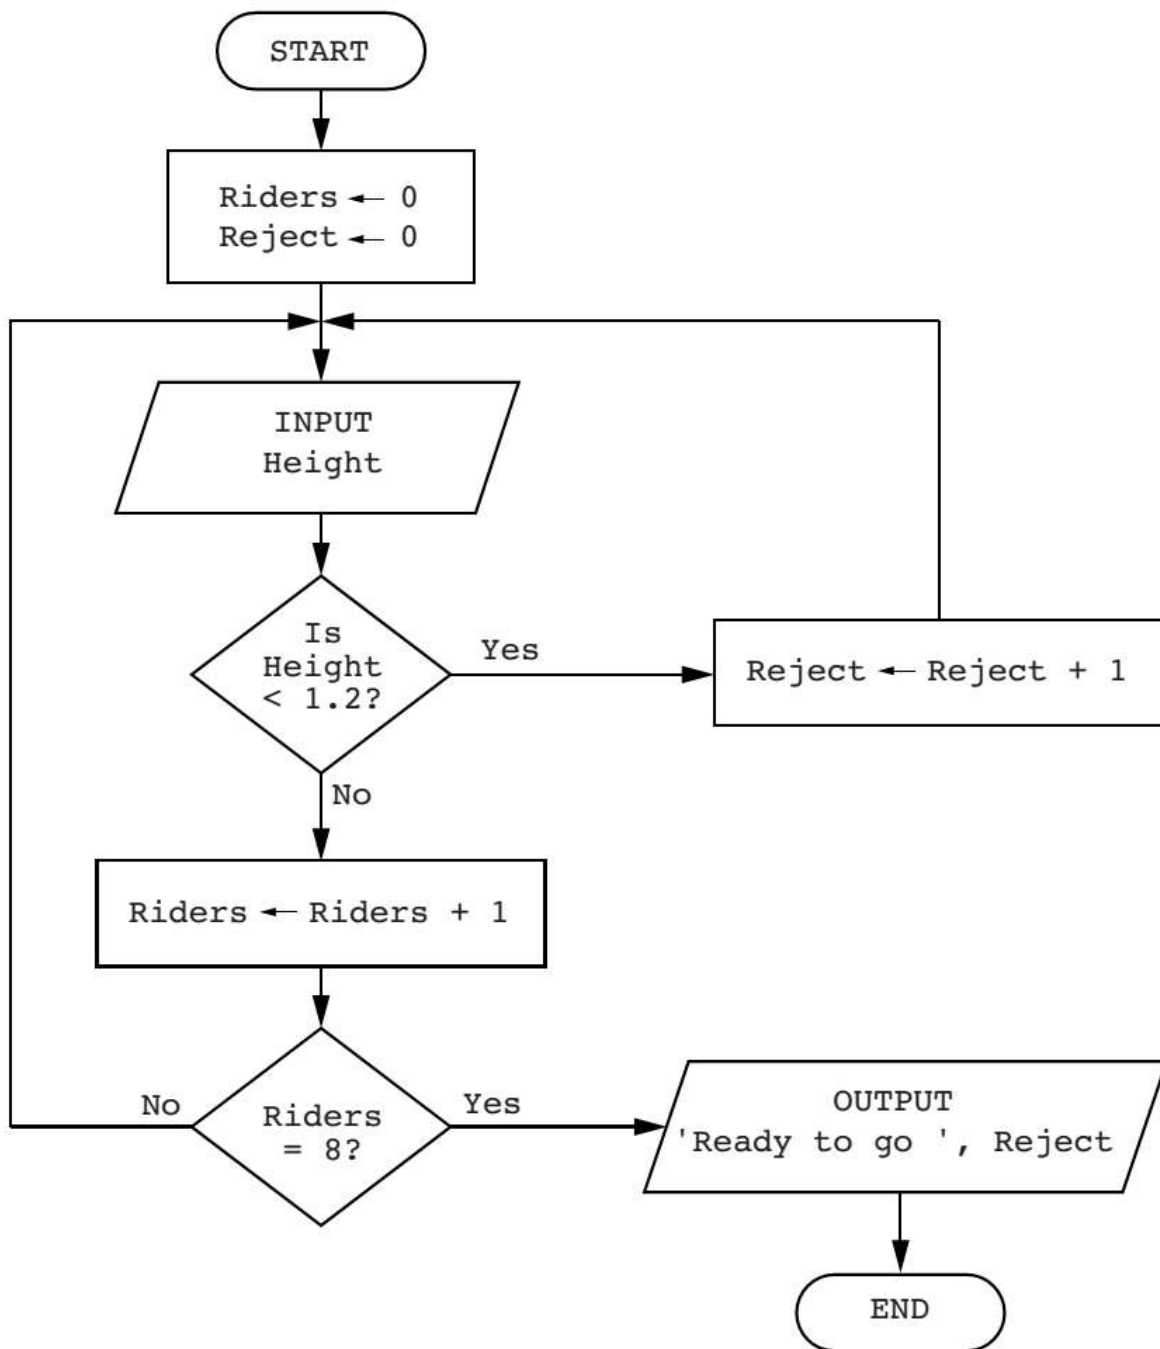 START
Riders ← 0
Reject ← 0
INPUT
Height
Is
Height
< 1.2?
Yes
Reject ← Reject + 1
No
Riders ← Riders + 1
No
Riders
= 8?
Yes
OUTPUT
'Ready to go ', Reject
END